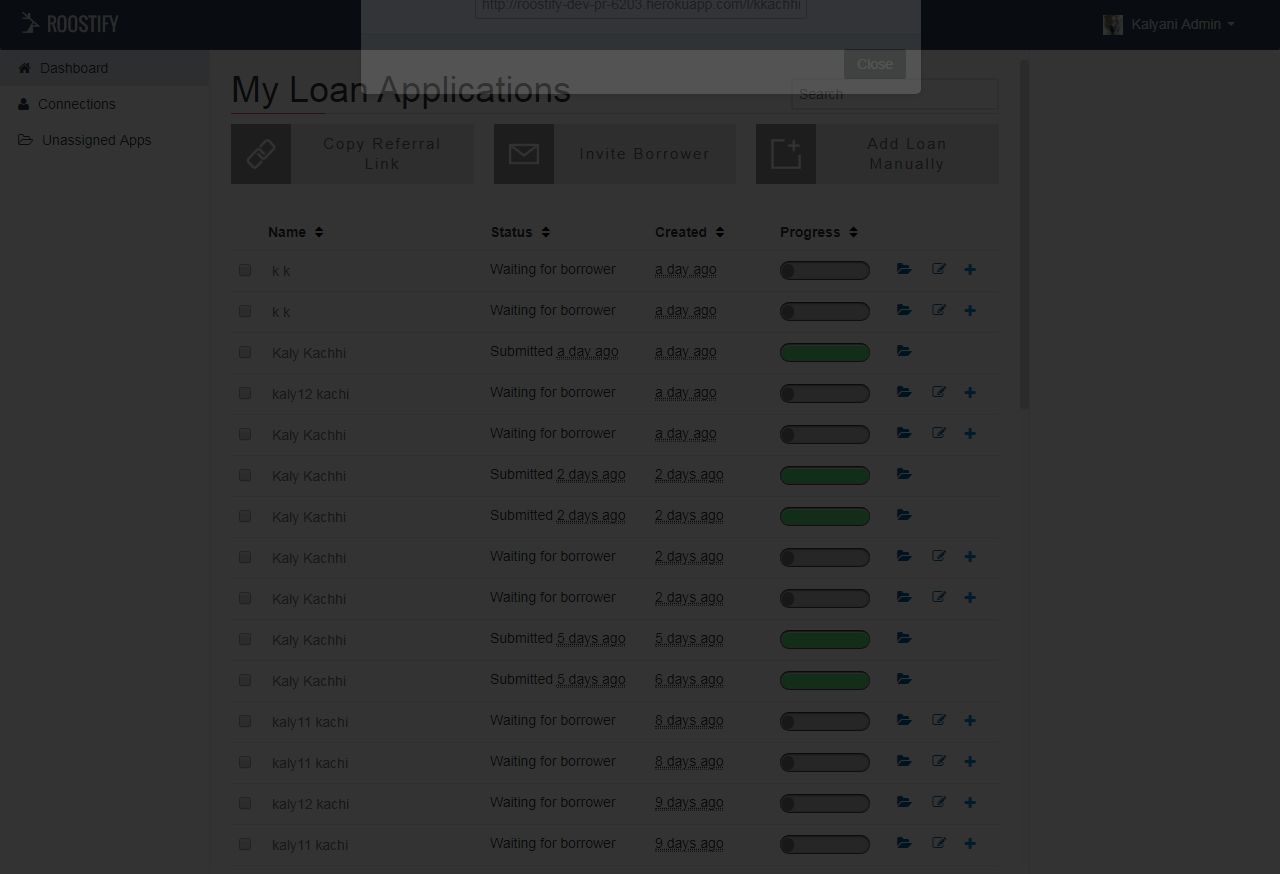 http://roostify-dev-pr-6203.herokuapp.com/l/kkachhi
ROOSTIFY
Kalyani Admin
Close
Dashboard
Connections
Unassigned Apps
My Loan Applications
Search
Copy Referral
Link
Invite Borrower
Add Loan
Manually
Name Status Created Progress
k k Waiting for borrower a day ago
k k Waiting for borrower a day ago
Kaly Kachhi Submitted a day ago a day ago
kaly12 kachi Waiting for borrower a day ago
Kaly Kachhi Waiting for borrower a day ago
Kaly Kachhi Submitted 2 days ago 2 days ago
Kaly Kachhi Submitted 2 days ago 2 days ago
Kaly Kachhi Waiting for borrower 2 days ago
Kaly Kachhi Waiting for borrower 2 days ago
Kaly Kachhi Submitted 5 days ago 5 days ago
Kaly Kachhi Submitted 5 days ago 6 days ago
kaly11 kachi Waiting for borrower 8 days ago
kaly11 kachi Waiting for borrower 8 days ago
kaly12 kachi Waiting for borrower 9 days ago
kaly11 kachi Waiting for borrower 9 days ago